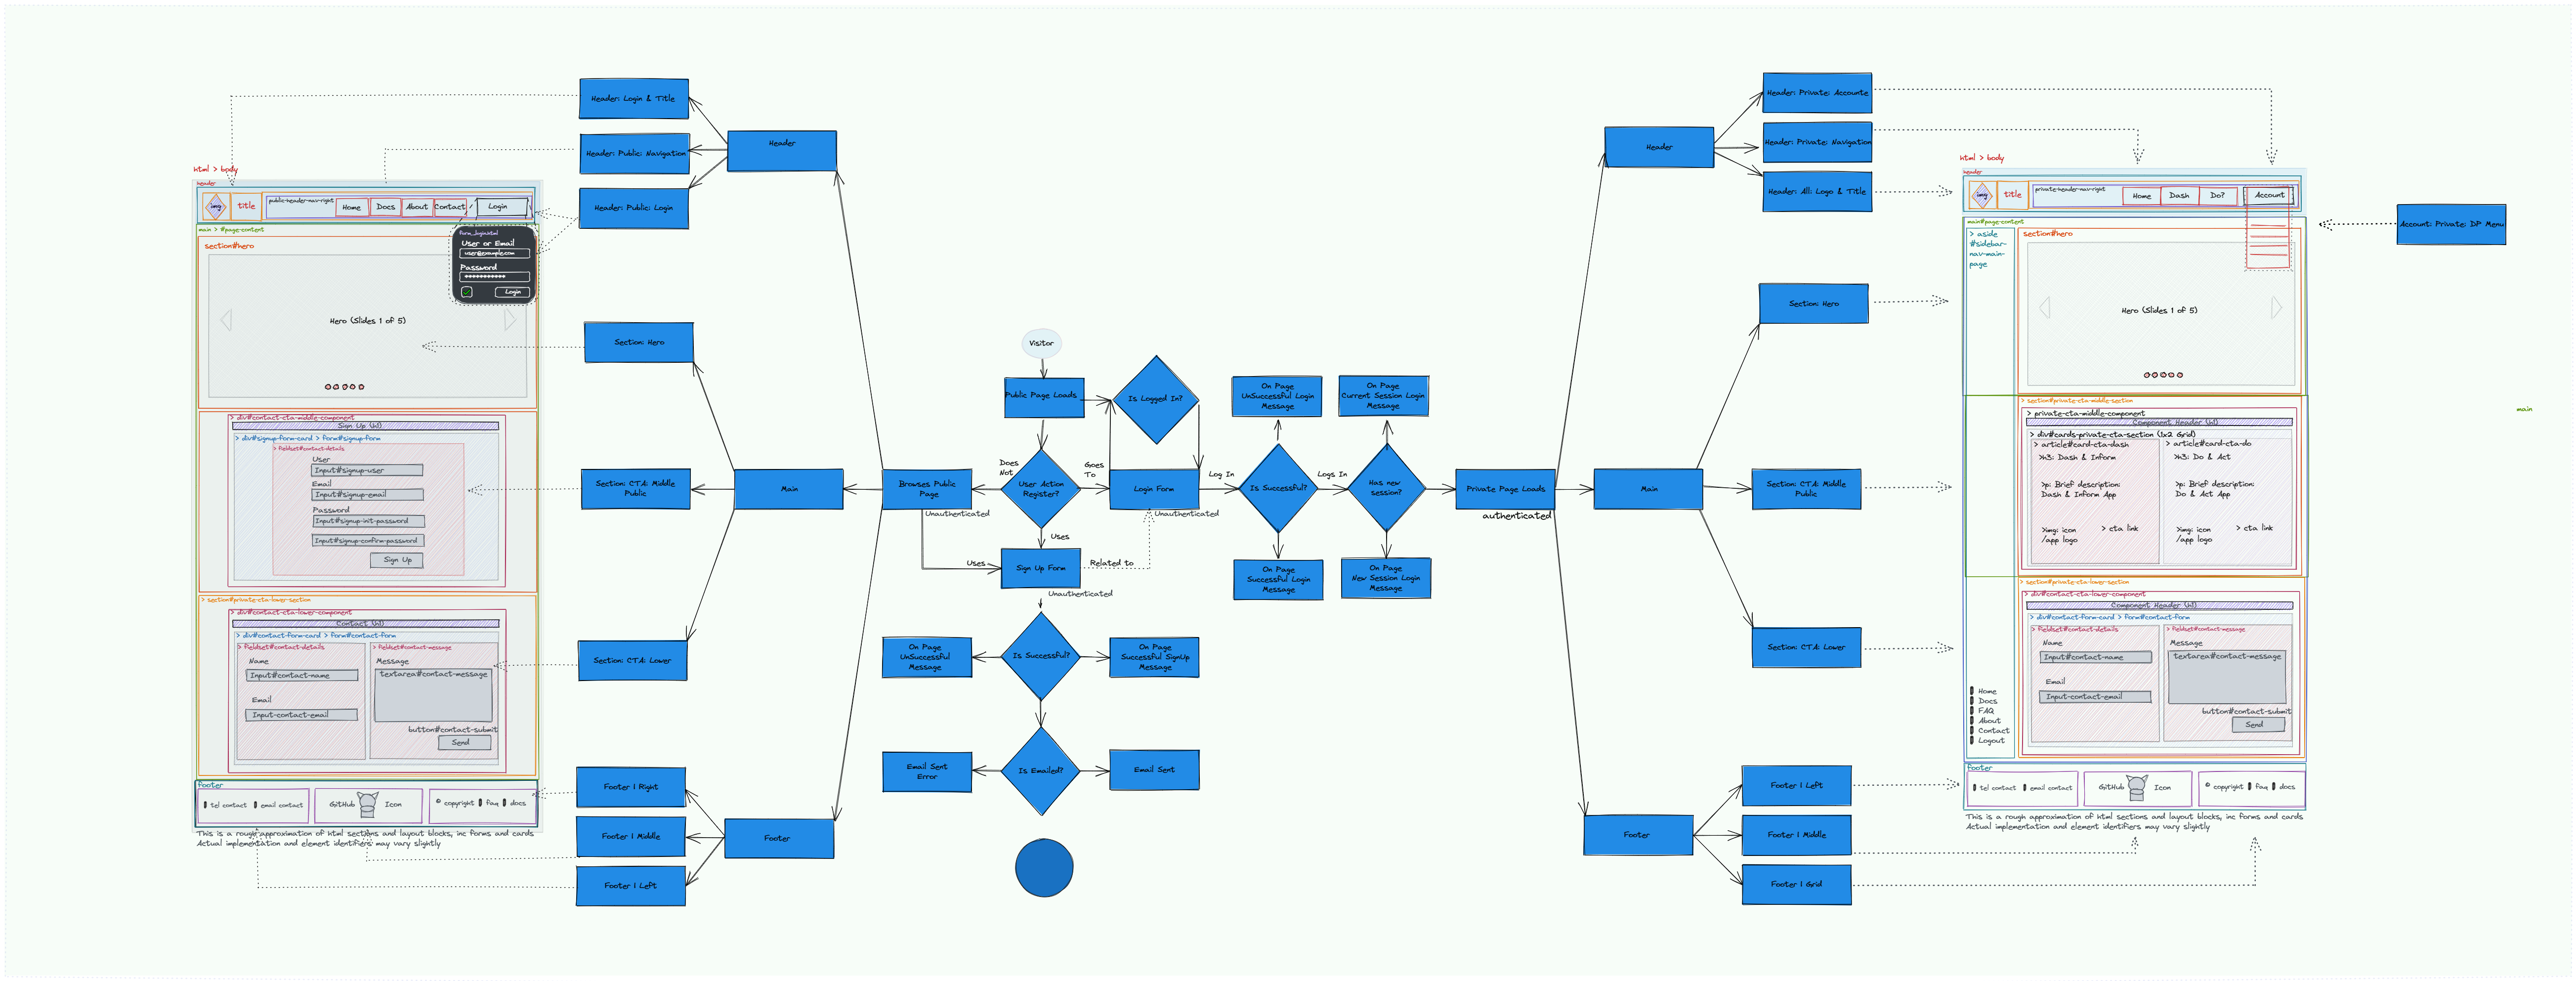 html > body
header
img
title
public-header-nav-right
Home
Docs
About
Contact
Login
main > #page-content
section#hero
form_login.html
User or Email
user@example.com
Password
***********
Login
Hero (Slides 1 of 5)
> div#contact-cta-middle-component
Sign Up (h1)
> div#signup-form-card > form#signup-form
> fieldset#contact-details
User
Input#signup-user
Email
Input#signup-email
Password
Input#signup-init-password
Input#signup-confirm-password
Sign Up
> section#private-cta-lower-section
> div#contact-cta-lower-component
Contact (h1)
> div#contact-form-card > form#contact-form
> fieldset#contact-details
Name
Input#contact-name
Email
Input-contact-email
> fieldset#contact-message
Message
textarea#contact-message
button#contact-submit
Send
footer
tel contact
email contact
GitHub
Icon
© copyright
faq
docs
This is a rough approximation of html sections and layout blocks, inc forms and cards
Actual implementation and element identifiers may vary slightly
Header: Login & Title
Header: Public: Navigation
Header: Public: Login
Header
Section: Hero
Section: CTA: Middle
Public
Section: CTA: Lower
Main
Footer | Right
Footer | Middle
Footer | Left
Footer
Browses Public
Page
Unauthenticated
Visitor
Public Page Loads
Is Logged In?
Does
Not
User Action
Register?
Goes
To
Login Form
Unauthenticated
Uses
Uses
Sign Up Form
Related to
Unauthenticated
On Page
UnSuccessful
Message
Is Successful?
On Page
Successful SignUp
Message
Email Sent
Error
Is Emailed?
Email Sent
Log In
On Page
UnSuccessful Login
Message
Is Successful?
On Page
Successful Login
Message
Logs In
On Page
Current Session Login
Message
Has new
session?
On Page
New Session Login
Message
Private Page Loads
authenticated
Header
Header: Private: Accounte
Header: Private: Navigation
Header: All: Logo & Title
Main
Section: Hero
Section: CTA: Middle
Public
Section: CTA: Lower
Footer
Footer | Left
Footer | Middle
Footer | Grid
html > body
header
img
title
private-header-nav-right
Home
Dash
Do?
Account
main#page-content
> aside
#sidebar-
nav-main-
page
section#hero
Hero (Slides 1 of 5)
> section#private-cta-middle-section
> private-cta-middle-component
Component Header (h1)
> div#cards-private-cta-section (1x2 Grid)
> article#card-cta-dash
>h3: Dash & Inform
>p: Brief description:
Dash & Inform App
>img: icon
/app logo
> cta link
> article#card-cta-do
>h3: Do & Act
>p: Brief description:
Do & Act App
>img: icon
/app logo
> cta link
> section#private-cta-lower-section
> div#contact-cta-lower-component
Component Header (h1)
> div#contact-form-card > form#contact-form
> fieldset#contact-details
Name
Input#contact-name
Email
Input-contact-email
> fieldset#contact-message
Message
textarea#contact-message
button#contact-submit
Send
Home
Docs
FAQ
About
Contact
Logout
footer
tel contact
email contact
GitHub
Icon
© copyright
faq
docs
This is a rough approximation of html sections and layout blocks, inc forms and cards
Actual implementation and element identifiers may vary slightly
Account: Private: DP Menu
main